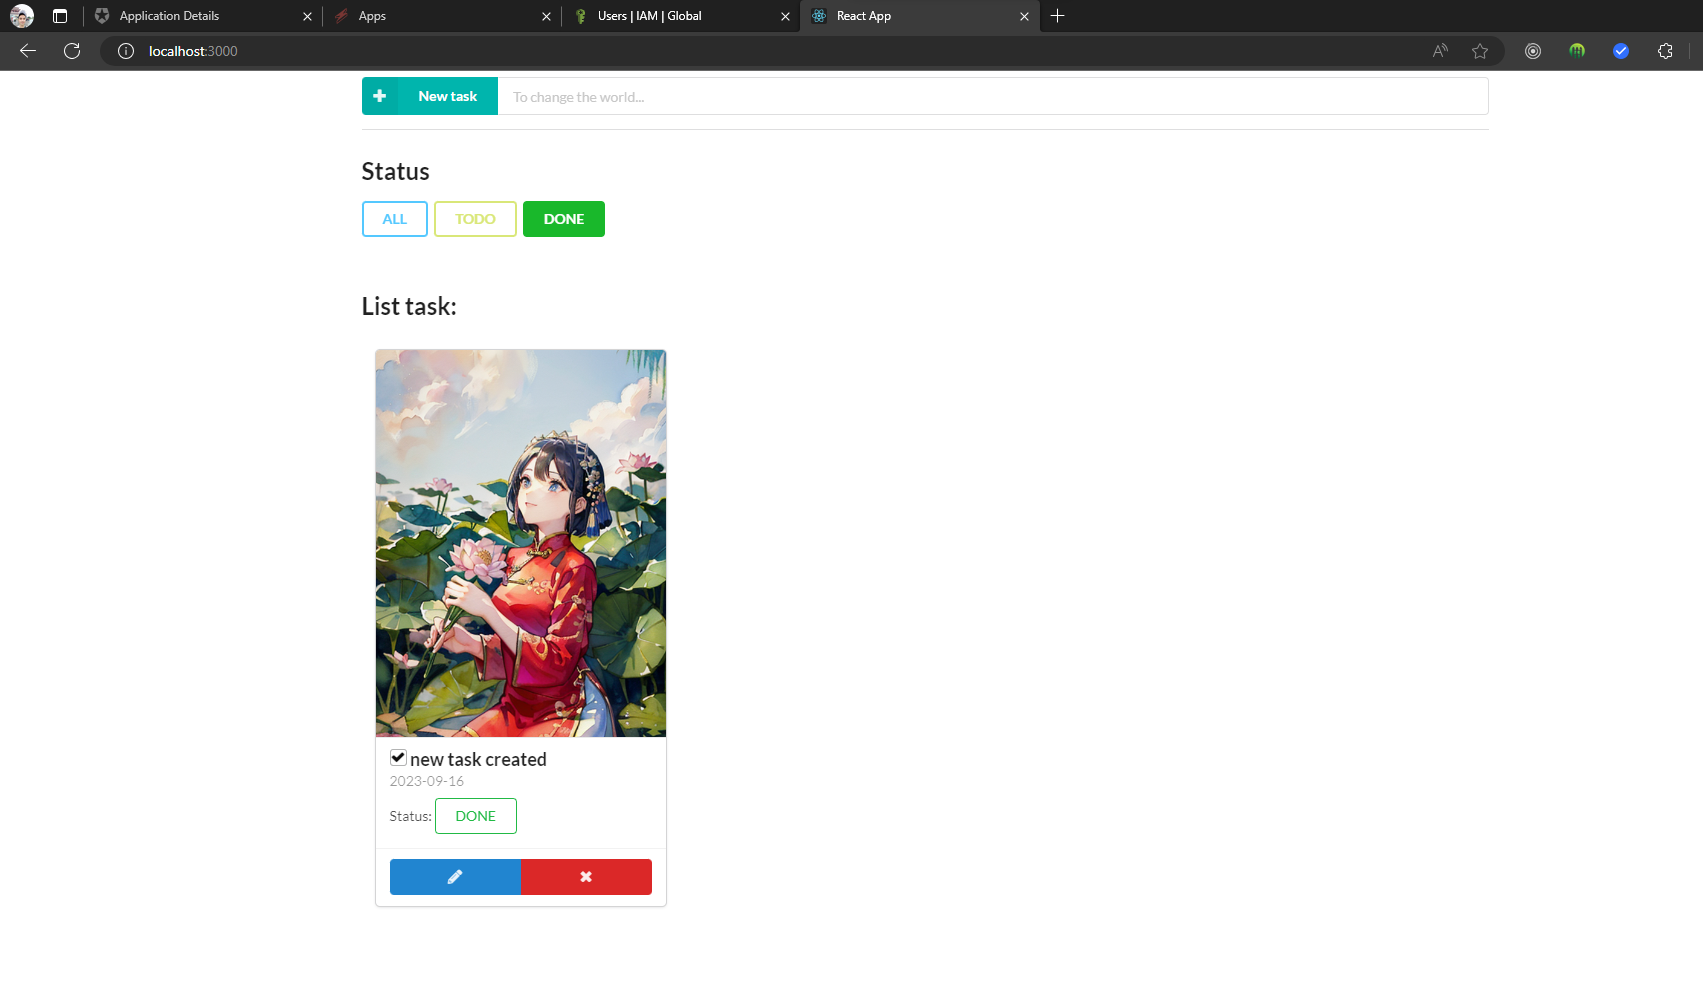 Application Details
Apps
Users | IAM | Global
React App
localhost:3000
New task
To change the world...
Status
ALL
TODO
DONE
List task:
new task created
2023-09-16
Status: DONE